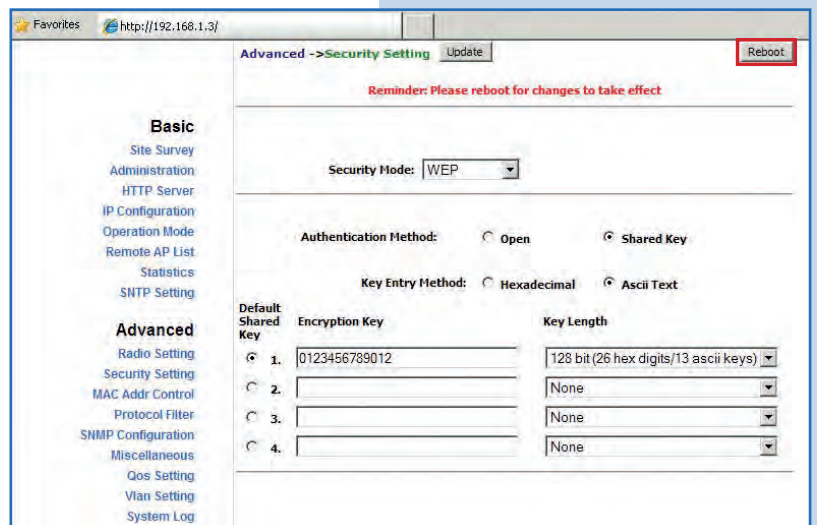 Favorites http://192.168.1.3/
Advanced ->Security Setting Update Reboot
Reminder: Please reboot for changes to take effect
Basic
Site Survey
Administration
HTTP Server
IP Configuration
Operation Mode
Remote AP List
Statistics
SNTP Setting
Advanced
Radio Setting
Security Setting
MAC Addr Control
Protocol Filter
SNMP Configuration
Miscellaneous
Qos Setting
Vlan Setting
System Log
Security Mode: WEP
Authentication Method: Open Shared Key
Key Entry Method: Hexadecimal Ascii Text
Default
Shared
Key
Encryption Key Key Length
1. 0123456789012 128 bit (26 hex digits/13 ascii keys)
2. None
3. None
4. None